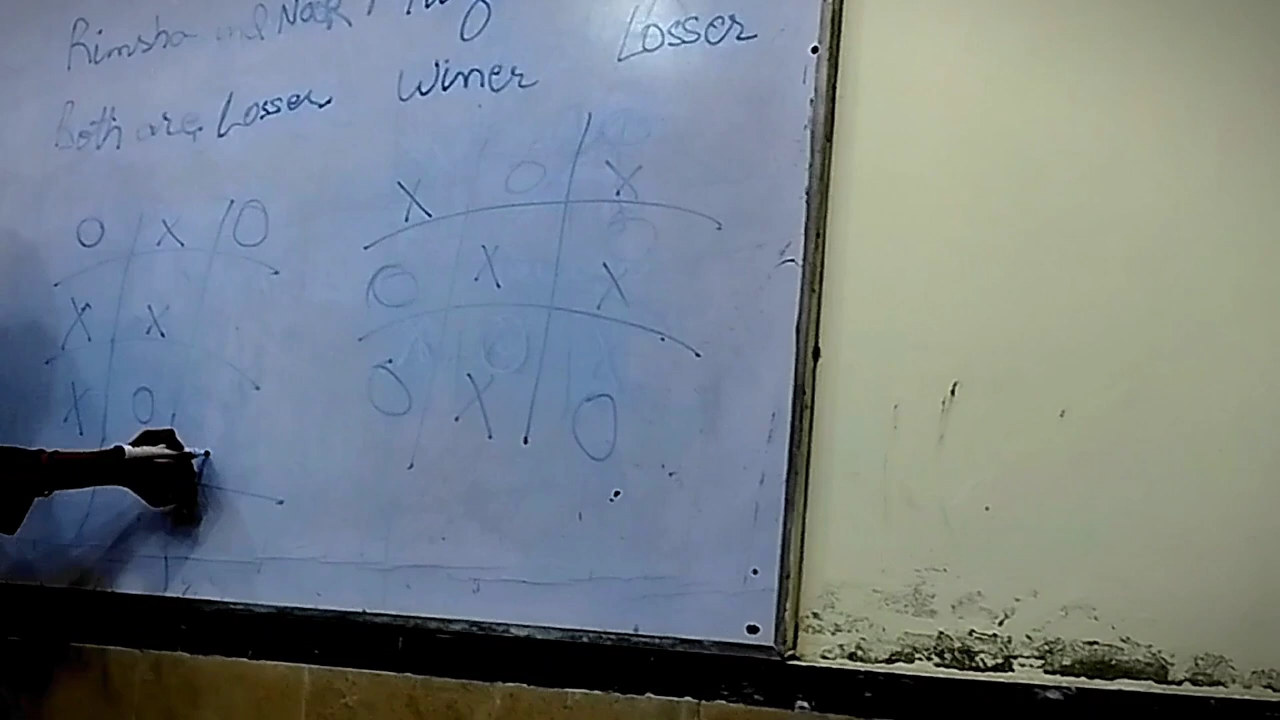 Rimsha and Losser
Both are Losser Winer
O X O X O X
X X O X X
X O O X O